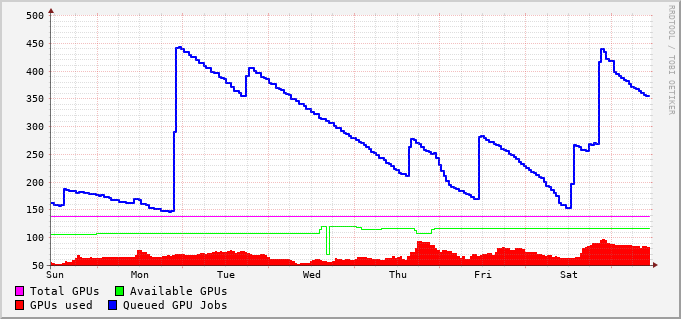 500
450
400
350
300
250
200
150
100
50
Sun Mon Tue Wed Thu Fri Sat
Total GPUs Available GPUs
GPUs used Queued GPU Jobs
RRDTOOL / TOBI OETIKER